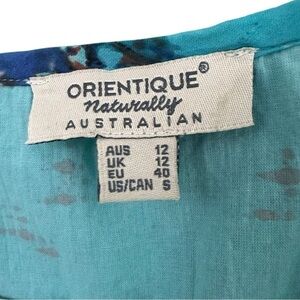 ORIENTIQUE®
Naturally
AUSTRALIAN
AUS 12
UK 12
EU 40
US/CAN S